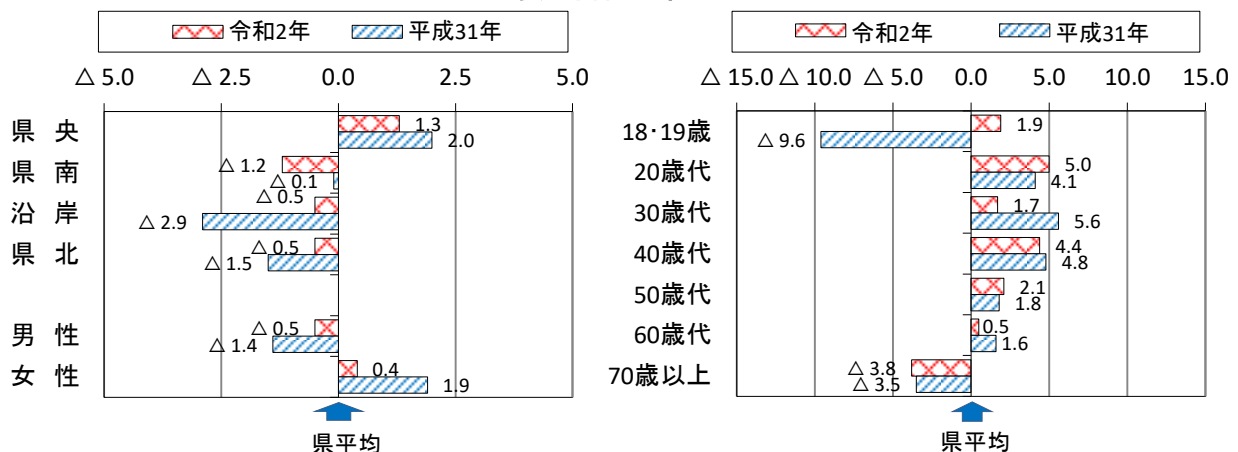 令和2年 平成31年
△ 5.0 △ 2.5 0.0 2.5 5.0
県 央 1.3
2.0
県 南 △ 1.2
△ 0.1
沿 岸 △ 0.5
△ 2.9
県 北 △ 0.5
△ 1.5
男 性 △ 0.5
△ 1.4
女 性 0.4
1.9
県平均
令和2年 平成31年
△ 15.0 △ 10.0 △ 5.0 0.0 5.0 10.0 15.0
18･19歳 1.9
△ 9.6
20歳代 5.0
4.1
30歳代 1.7
5.6
40歳代 4.4
4.8
50歳代 2.1
1.8
60歳代 0.5
1.6
70歳以上 △ 3.8
△ 3.5
県平均